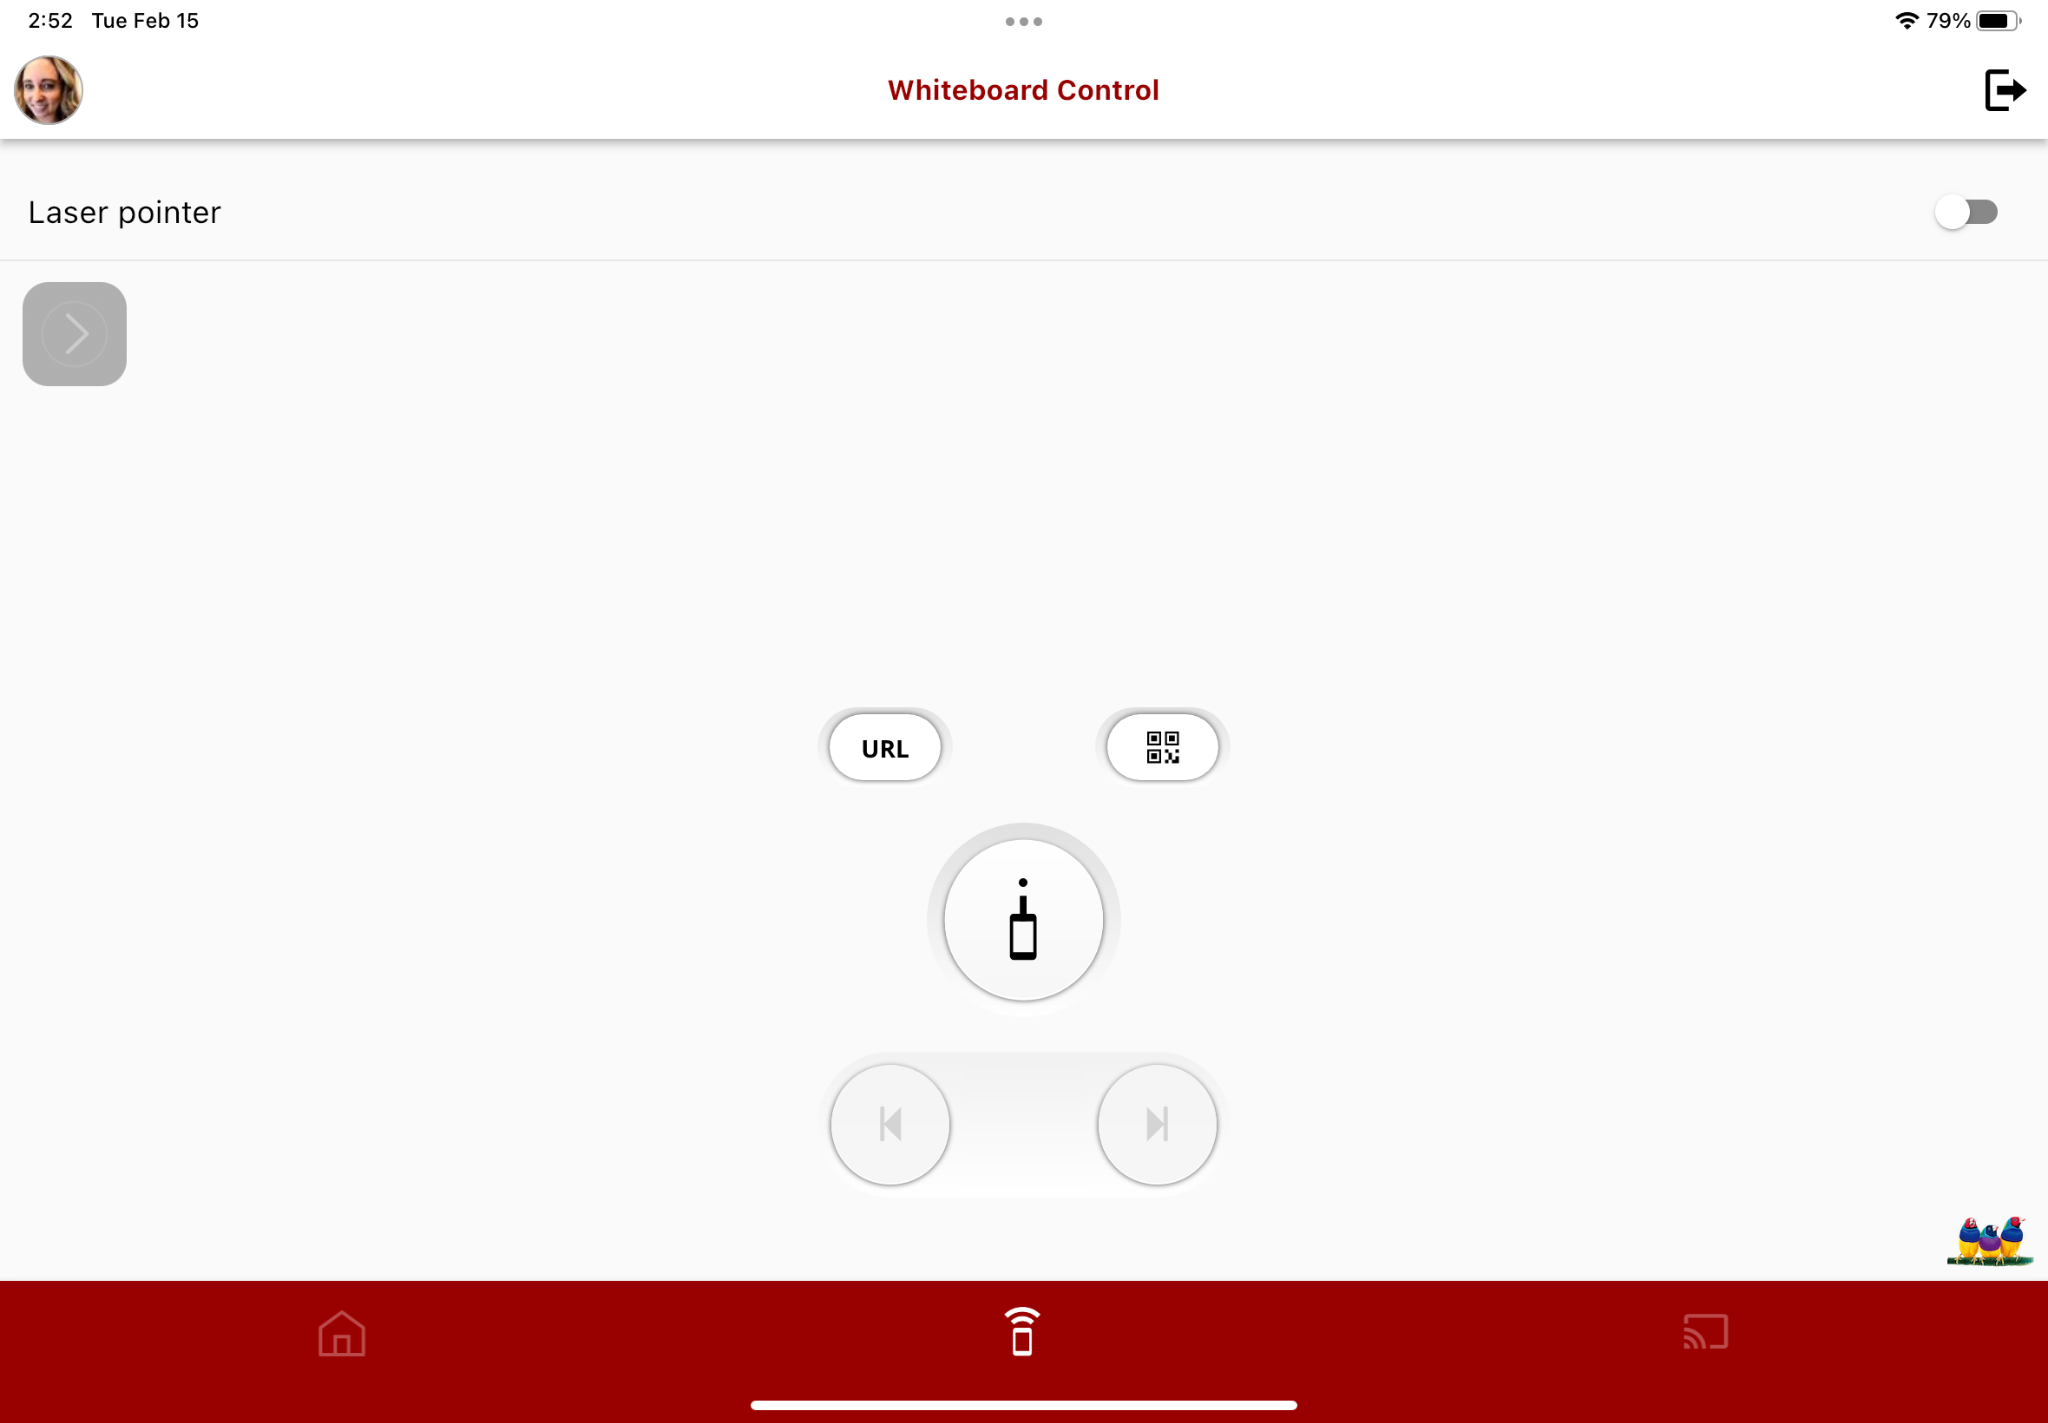 2:52 Tue Feb 15
79%
Whiteboard Control
Laser pointer
URL